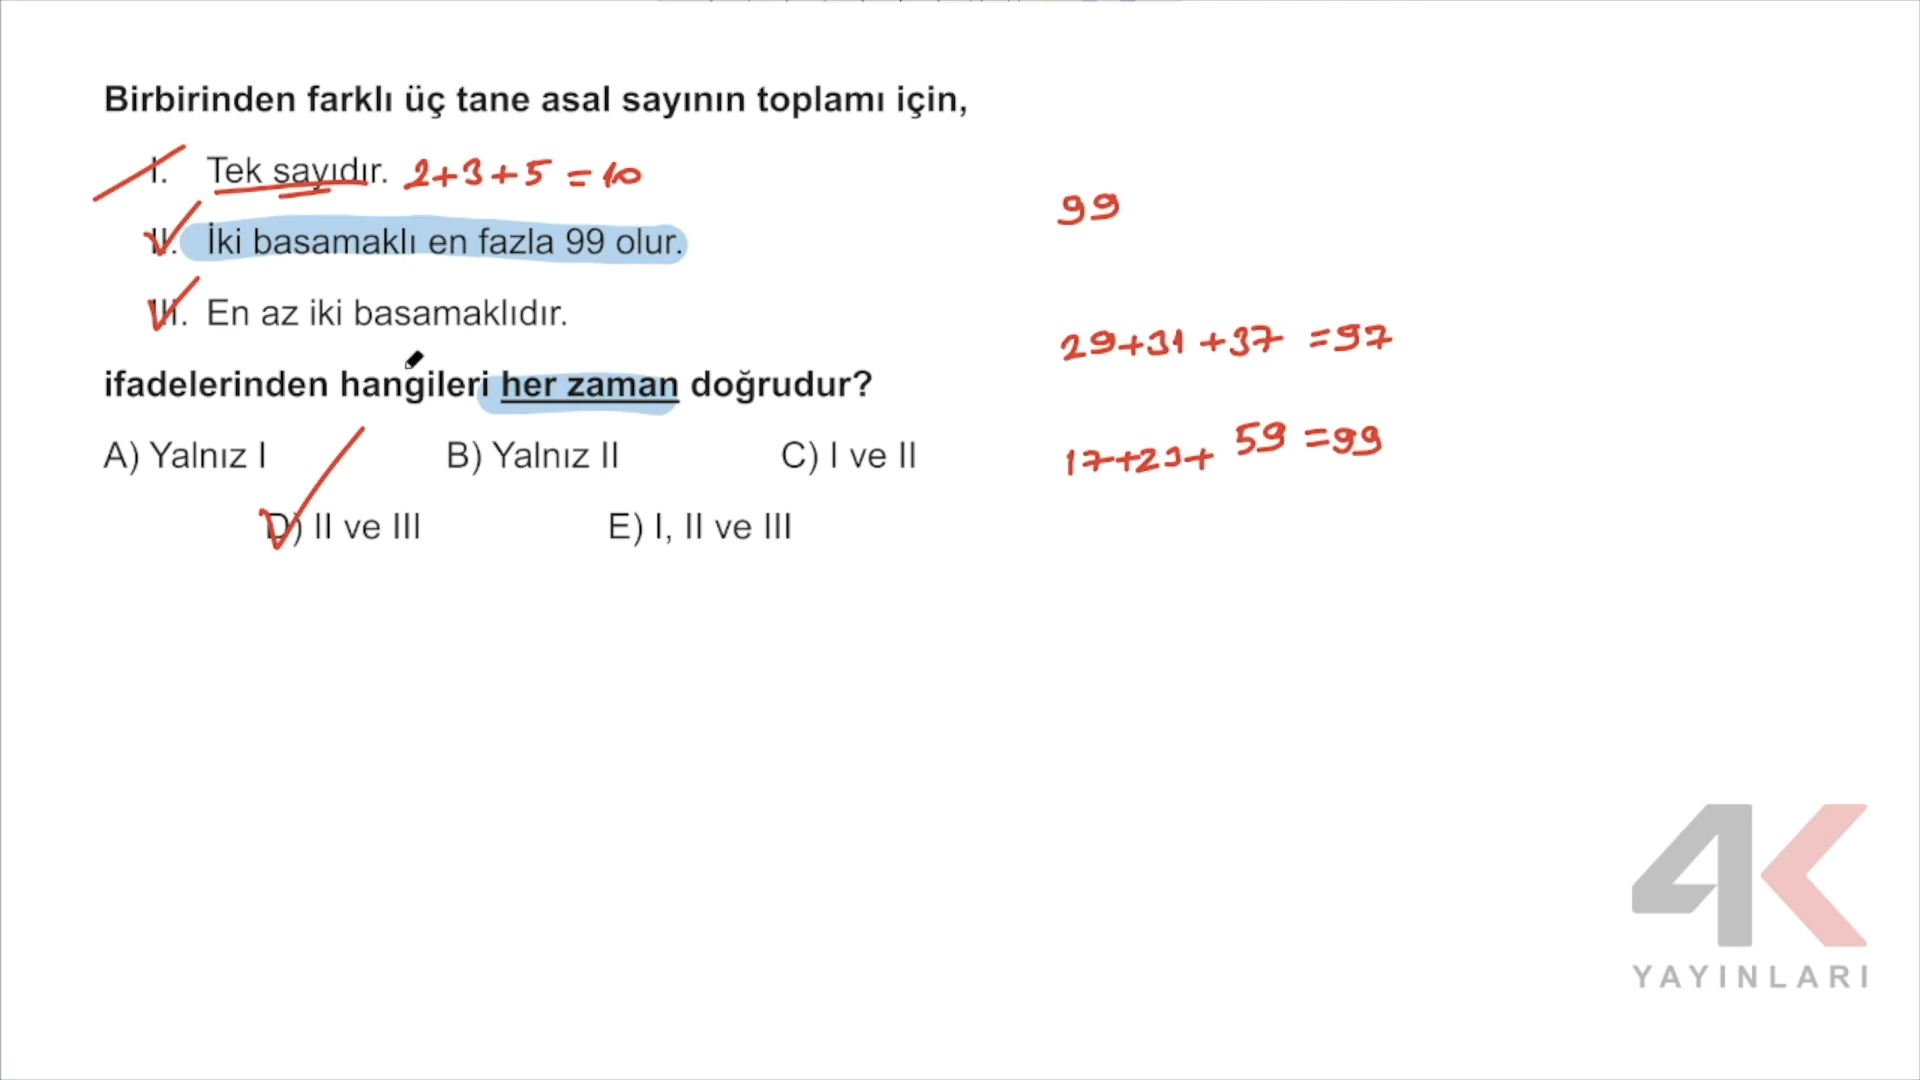 Birbirinden farklı üç tane asal sayının toplamı için,
I. Tek sayıdır. 2+3+5 = 10
99
II. İki basamaklı en fazla 99 olur.
III. En az iki basamaklıdır.
29+31+37 =97
ifadelerinden hangileri her zaman doğrudur?
A) Yalnız I B) Yalnız II C) I ve II
17+23+ 59 =99
D) II ve III E) I, II ve III
4K
YAYINLARI